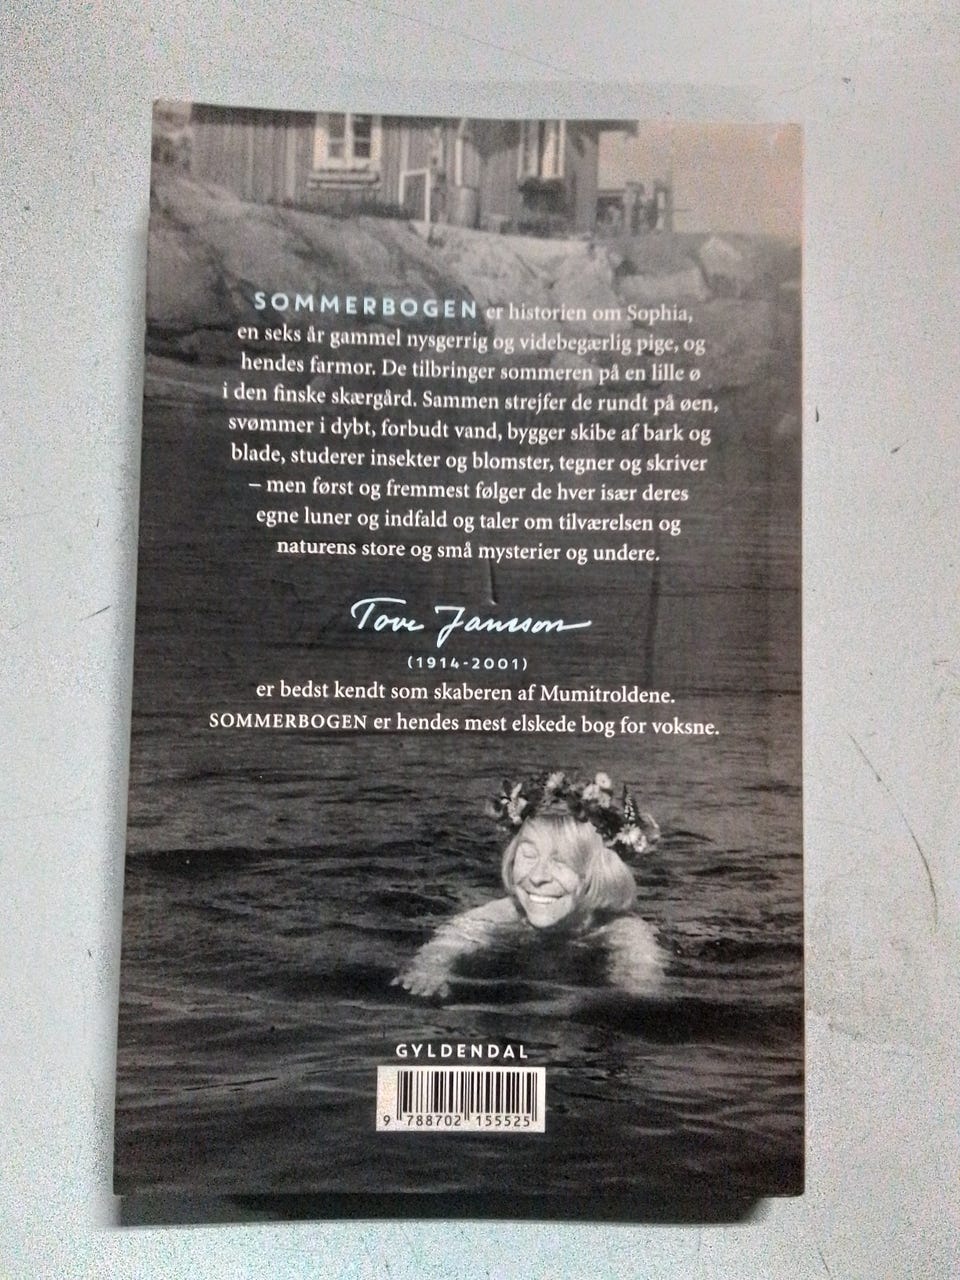 SOMMERBOGEN er historien om Sophia,
en seks år gammel nysgerrig og videbegærlig pige, og
hendes farmor. De tilbringer sommeren på en lille ø
i den finske skærgård. Sammen strejfer de rundt på øen,
svømmer i dybt, forbudt vand, bygger skibe af bark og
blade, studerer insekter og blomster, tegner og skriver
– men først og fremmest følger de hver især deres
egne luner og indfald og taler om tilværelsen og
naturens store og små mysterier og undere.
Tove Jansson
(1914-2001)
er bedst kendt som skaberen af Mumitroldene.
SOMMERBOGEN er hendes mest elskede bog for voksne.
GYLDENDAL
9 788702 155525